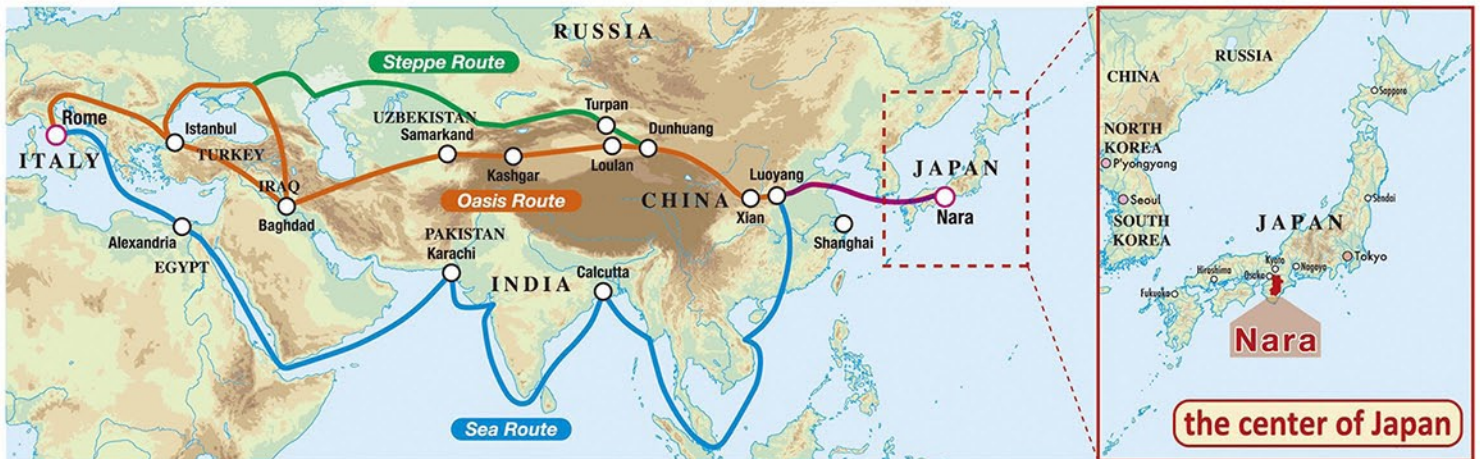 RUSSIA
Steppe Route
Rome
ITALY
Istanbul
TURKEY
UZBEKISTAN
Samarkand
Turpan
Dunhuang
Kashgar
Loulan
IRAQ
Baghdad
Oasis Route
CHINA
Xian
Luoyang
JAPAN
Nara
Shanghai
Alexandria
EGYPT
PAKISTAN
Karachi
INDIA
Calcutta
Sea Route
RUSSIA
CHINA
Sapporo
NORTH
KOREA
P'yongyang
Seoul
SOUTH
KOREA
Sendai
JAPAN
Tokyo
Kyoto
Nagoya
Osaka
Hiroshima
Fukuoka
Nara
the center of Japan